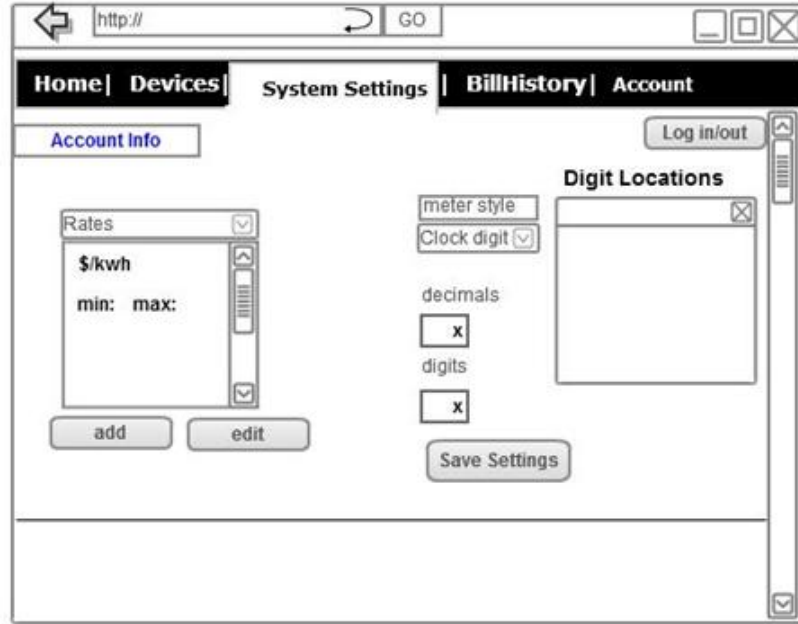 http:// GO
Home| Devices| System Settings | BillHistory| Account
Account Info
Log in/out
Digit Locations
Rates
$/kwh
min: max:
add edit
meter style
Clock digit
decimals
x
digits
x
Save Settings